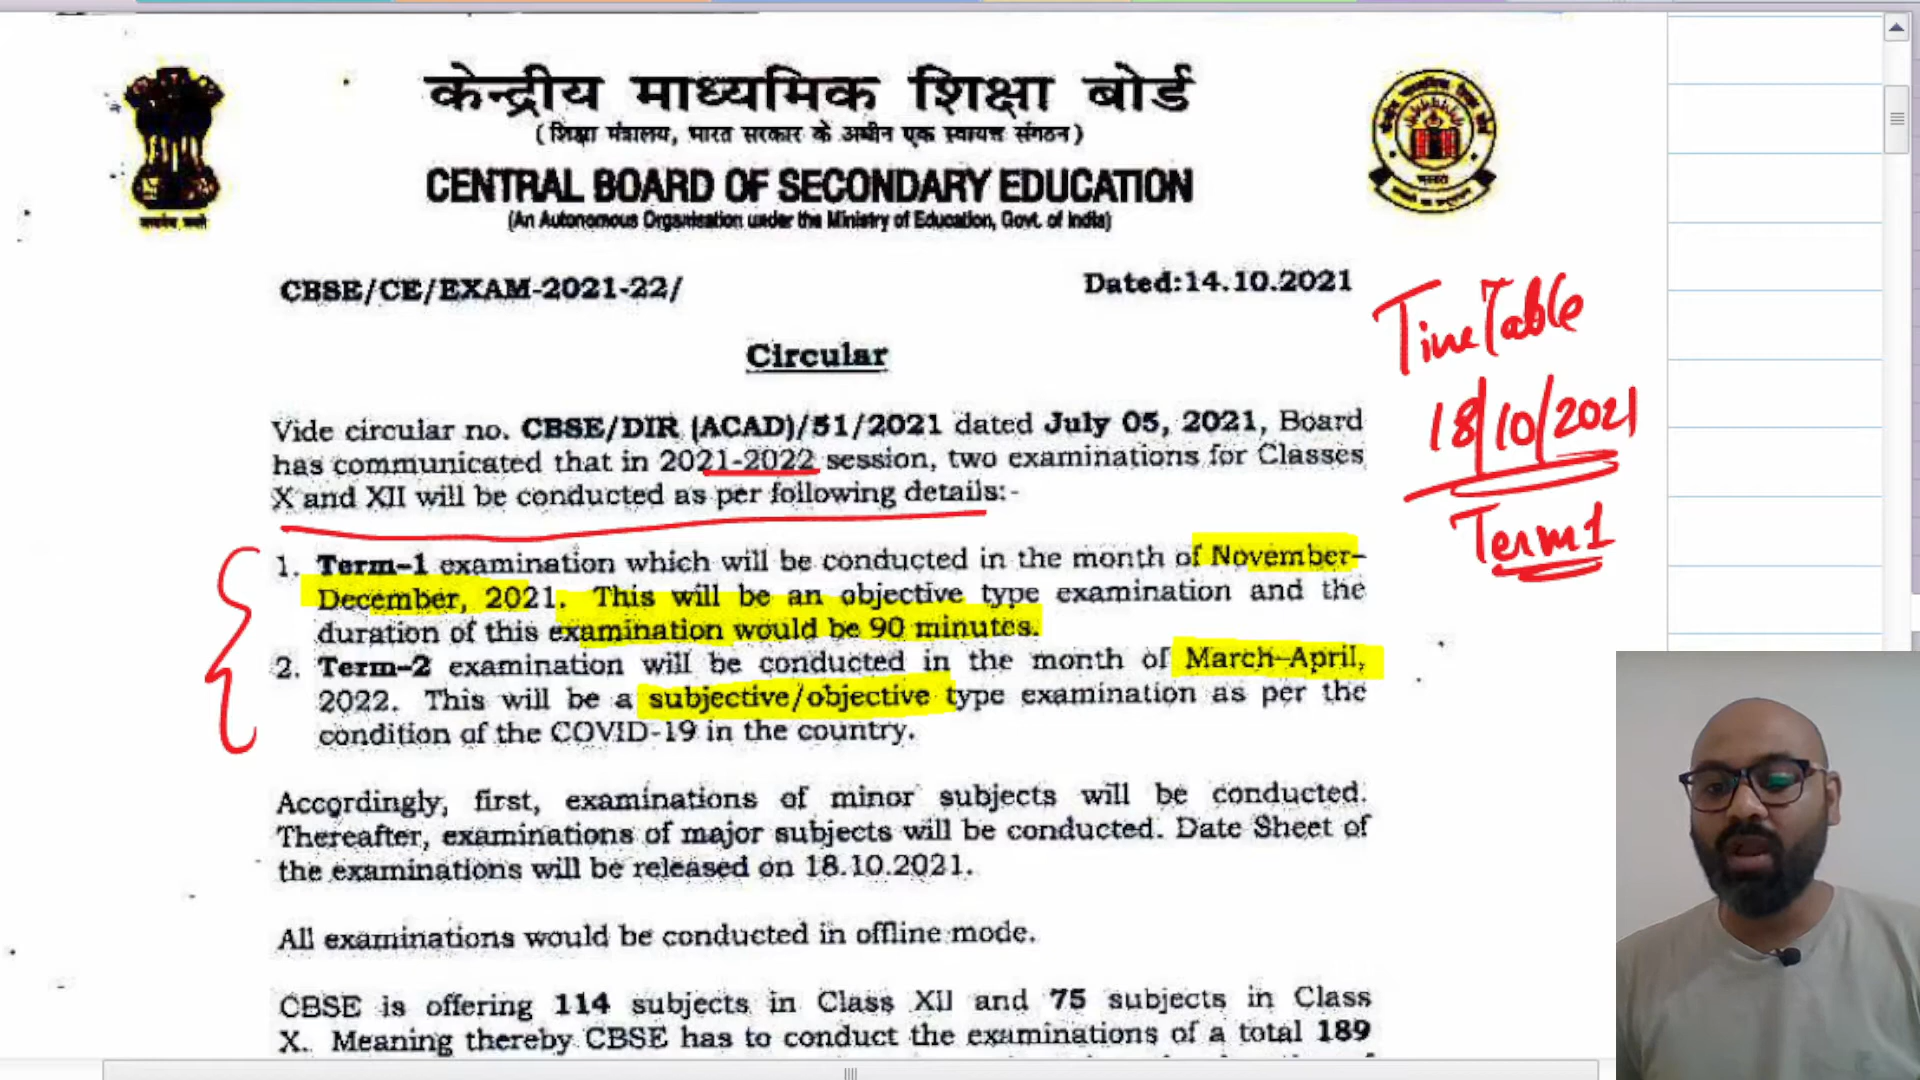 केन्द्रीय माध्यमिक शिक्षा बोर्ड
(शिक्षा मंत्रालय, भारत सरकार के अधीन एक स्वायत्त संगठन)
CENTRAL BOARD OF SECONDARY EDUCATION
(An Autonomous Organisation under the Ministry of Education, Govt. of India)
CBSE/CE/EXAM-2021-22/
Dated:14.10.2021
Circular
Vide circular no. CBSE/DIR (ACAD)/51/2021 dated July 05, 2021, Board
has communicated that in 2021-2022 session, two examinations for Classes
X and XII will be conducted as per following details:-
1. Term-1 examination which will be conducted in the month of November-
December, 2021. This will be an objective type examination and the
duration of this examination would be 90 minutes.
2. Term-2 examination will be conducted in the month of March-April,
2022. This will be a subjective/objective type examination as per the
condition of the COVID-19 in the country.
Accordingly, first, examinations of minor subjects will be conducted.
Thereafter, examinations of major subjects will be conducted. Date Sheet of
the examinations will be released on 18.10.2021.
All examinations would be conducted in offline mode.
CBSE is offering 114 subjects in Class XII and 75 subjects in Class
X. Meaning thereby CBSE has to conduct the examinations of a total 189
Time Table
18/10/2021
Term1